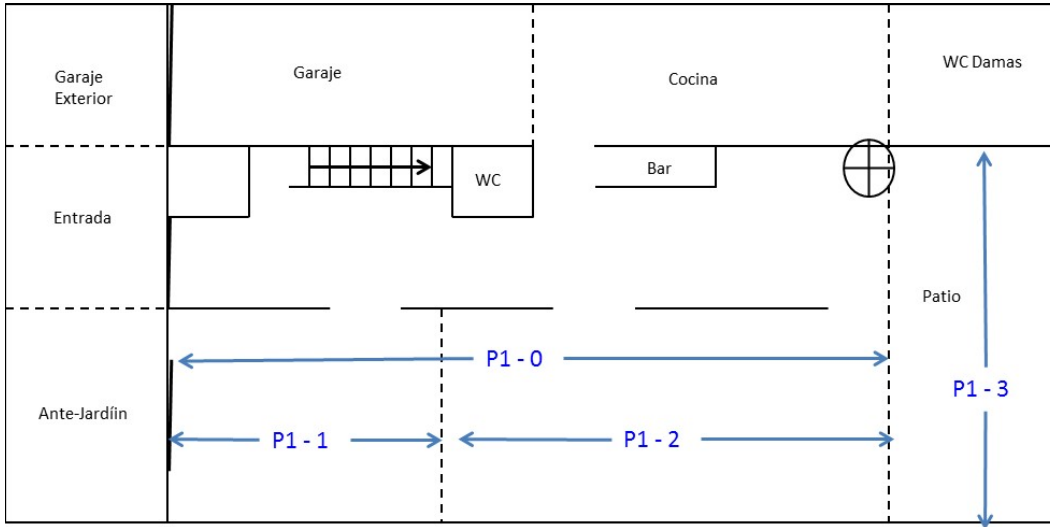 Garaje
Exterior
Garaje
Cocina
WC Damas
Entrada
WC
Bar
Patio
P1 - 0
P1 - 3
Ante-Jardíin
P1 - 1
P1 - 2